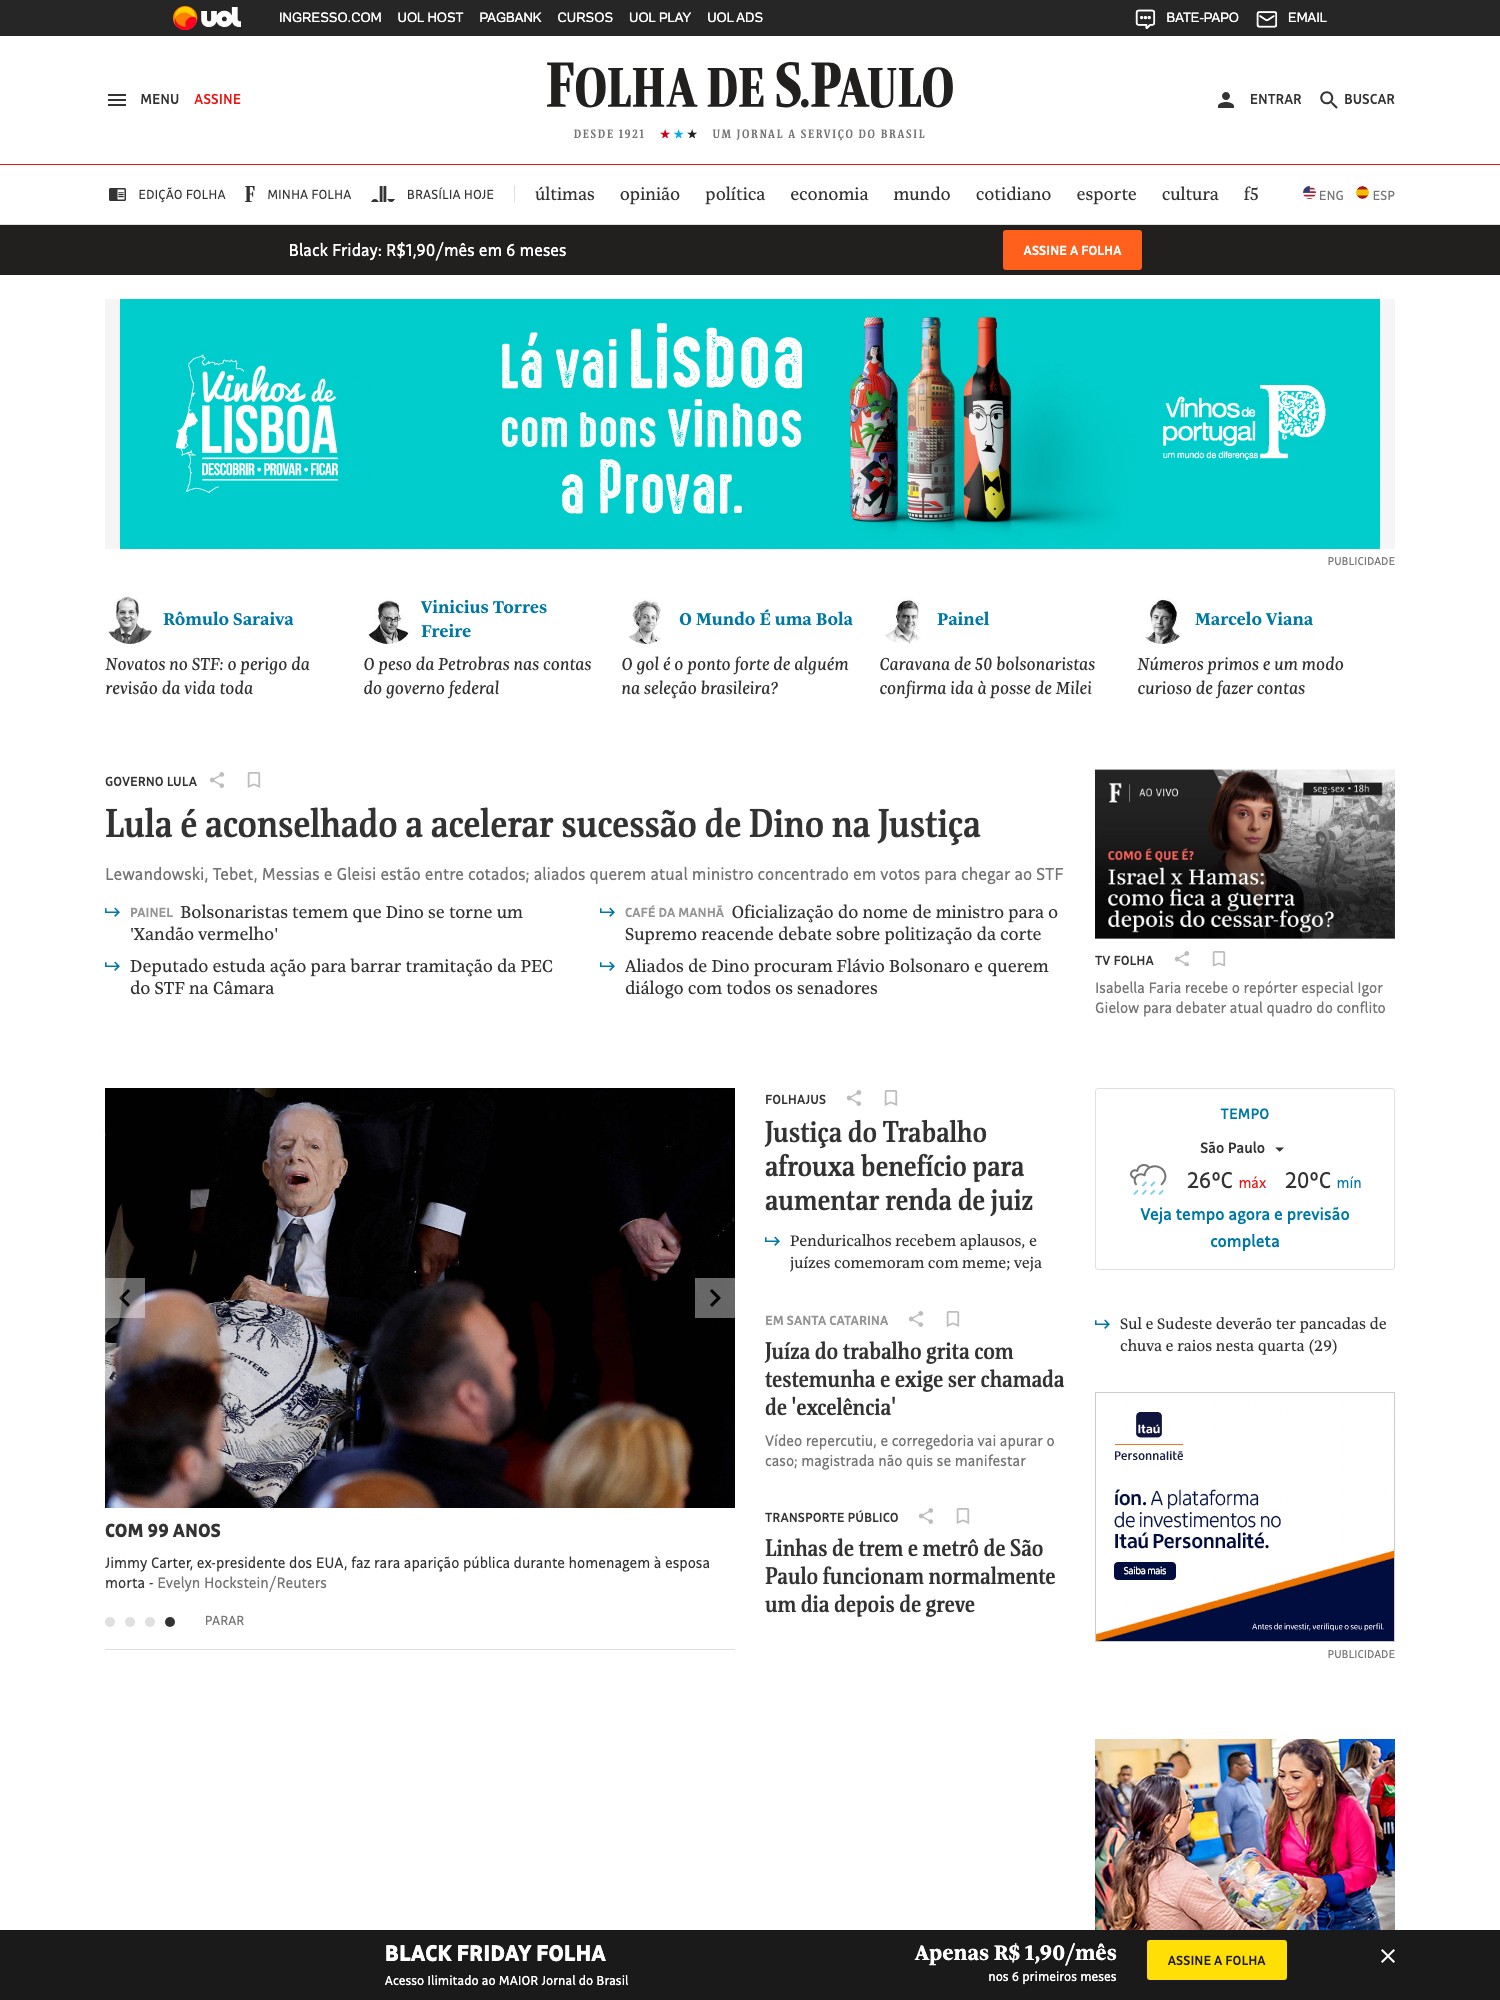 uol
INGRESSO.COM UOL HOST PAGBANK CURSOS UOL PLAY UOL ADS
BATE-PAPO EMAIL
MENU ASSINE
FOLHA DE S.PAULO
DESDE 1921 ★ ★ ★ UM JORNAL A SERVIÇO DO BRASIL
ENTRAR BUSCAR
EDIÇÃO FOLHA F MINHA FOLHA BRASÍLIA HOJE
últimas opinião política economia mundo cotidiano esporte cultura f5
ENG ESP
Black Friday: R$1,90/mês em 6 meses
ASSINE A FOLHA
Vinhos de
LISBOA
DESCOBRIR • PROVAR • FICAR
Lá vai Lisboa
com bons vinhos
a Provar.
vinhos de
portugal
um mundo de diferenças
P
PUBLICIDADE
Rômulo Saraiva
Novatos no STF: o perigo da
revisão da vida toda
Vinicius Torres
Freire
O peso da Petrobras nas contas
do governo federal
O Mundo É uma Bola
O gol é o ponto forte de alguém
na seleção brasileira?
Painel
Caravana de 50 bolsonaristas
confirma ida à posse de Milei
Marcelo Viana
Números primos e um modo
curioso de fazer contas
GOVERNO LULA
Lula é aconselhado a acelerar sucessão de Dino na Justiça
Lewandowski, Tebet, Messias e Gleisi estão entre cotados; aliados querem atual ministro concentrado em votos para chegar ao STF
PAINEL Bolsonaristas temem que Dino se torne um
'Xandão vermelho'
Deputado estuda ação para barrar tramitação da PEC
do STF na Câmara
CAFÉ DA MANHÃ Oficialização do nome de ministro para o
Supremo reacende debate sobre politização da corte
Aliados de Dino procuram Flávio Bolsonaro e querem
diálogo com todos os senadores
F AO VIVO
seg-sex • 18h
COMO É QUE É?
Israel x Hamas:
como fica a guerra
depois do cessar-fogo?
TV FOLHA
Isabella Faria recebe o repórter especial Igor
Gielow para debater atual quadro do conflito
CARTERS
COM 99 ANOS
Jimmy Carter, ex-presidente dos EUA, faz rara aparição pública durante homenagem à esposa
morta - Evelyn Hockstein/Reuters
PARAR
FOLHAJUS
Justiça do Trabalho
afrouxa benefício para
aumentar renda de juiz
Penduricalhos recebem aplausos, e
juízes comemoram com meme; veja
EM SANTA CATARINA
Juíza do trabalho grita com
testemunha e exige ser chamada
de 'excelência'
Vídeo repercutiu, e corregedoria vai apurar o
caso; magistrada não quis se manifestar
TRANSPORTE PÚBLICO
Linhas de trem e metrô de São
Paulo funcionam normalmente
um dia depois de greve
TEMPO
São Paulo
26ºC máx 20ºC mín
Veja tempo agora e previsão
completa
Sul e Sudeste deverão ter pancadas de
chuva e raios nesta quarta (29)
Itaú
Personnalité
íon. A plataforma
de investimentos no
Itaú Personnalité.
Saiba mais
Antes de investir, verifique o seu perfil.
PUBLICIDADE
BLACK FRIDAY FOLHA
Acesso Ilimitado ao MAIOR Jornal do Brasil
Apenas R$ 1,90/mês
nos 6 primeiros meses
ASSINE A FOLHA